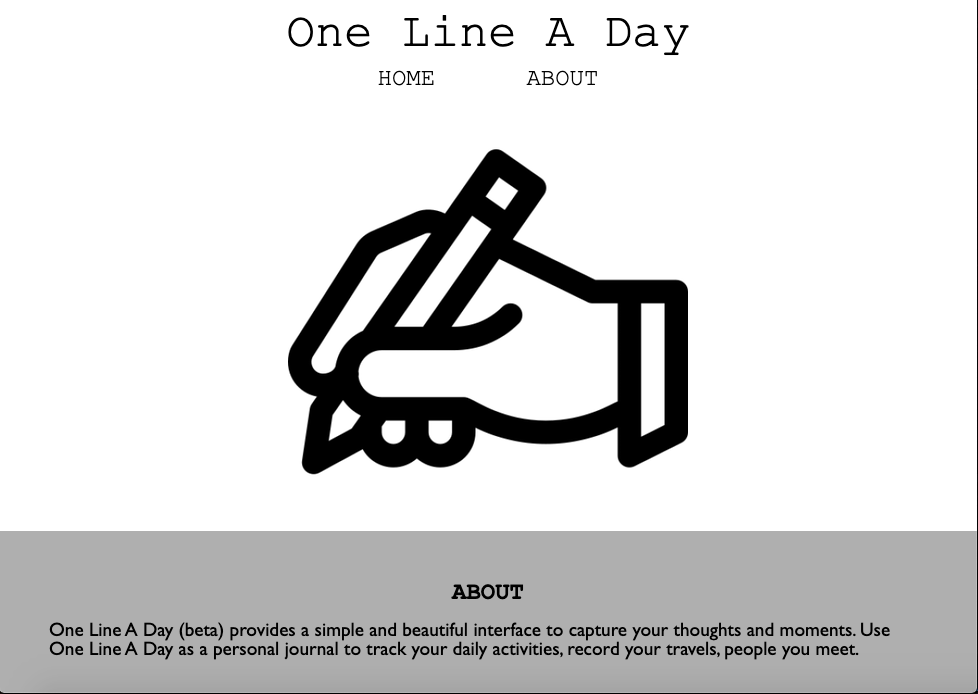 One Line A Day
HOME ABOUT
ABOUT
One Line A Day (beta) provides a simple and beautiful interface to capture your thoughts and moments. Use
One Line A Day as a personal journal to track your daily activities, record your travels, people you meet.